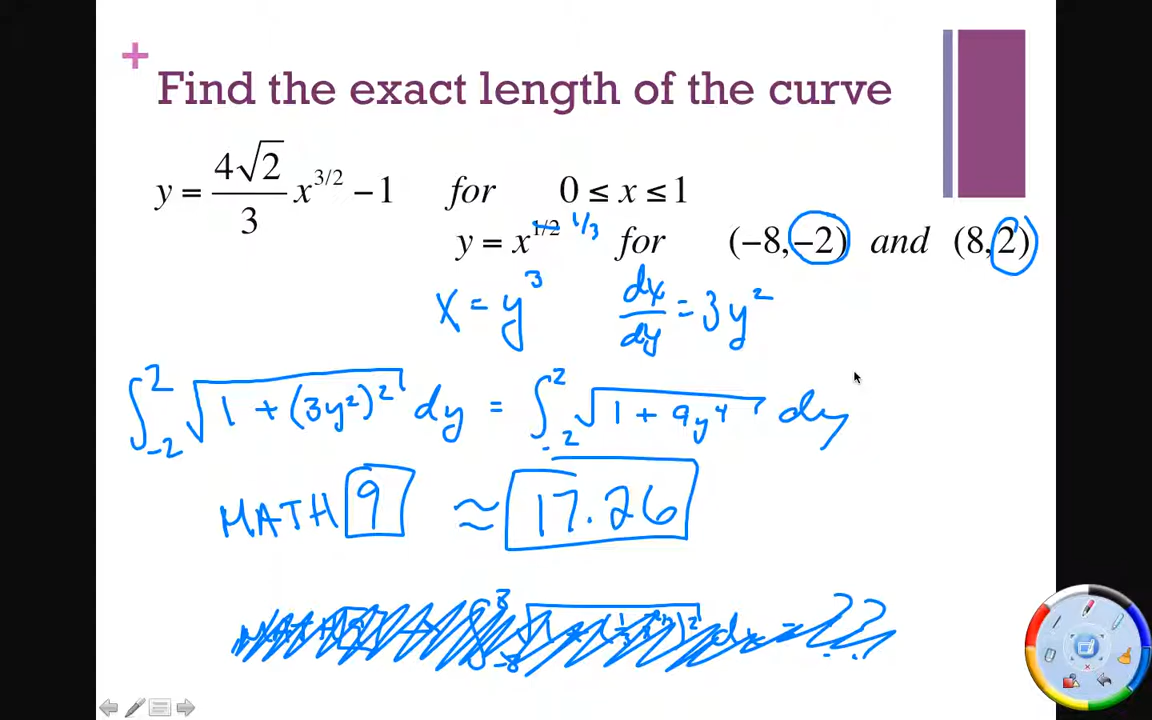 +
Find the exact length of the curve
y = 4√2/3 x^{3/2} − 1 for 0 ≤ x ≤ 1
y = x^{1/2} 1/3 for (−8,−2) and (8,2)
x = y^3 dx/dy = 3y^2
∫_{-2}^{2} √(1 + (3y^2)^2) dy = ∫_{-2}^{2} √(1 + 9y^4) dy
MATH 9 ≈ 17.26